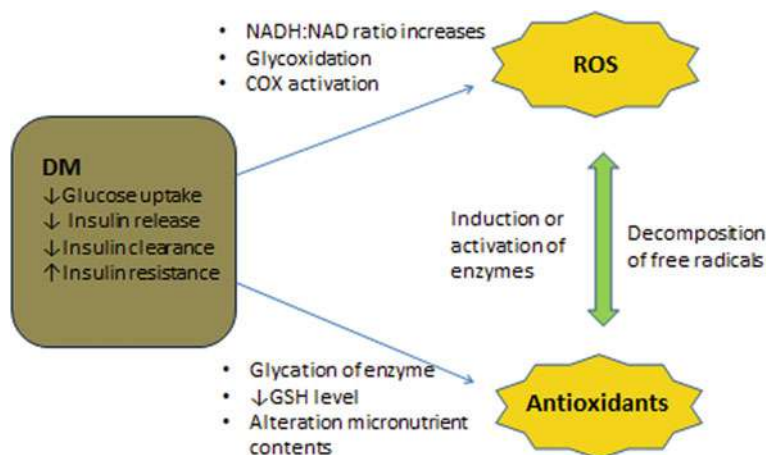 • NADH:NAD ratio increases
• Glycoxidation
• COX activation
ROS
DM
↓Glucose uptake
↓ Insulin release
↓Insulin clearance
↑Insulin resistance
Induction or
activation of
enzymes
Decomposition
of free radicals
• Glycation of enzyme
• ↓GSH level
• Alteration micronutrient
contents
Antioxidants